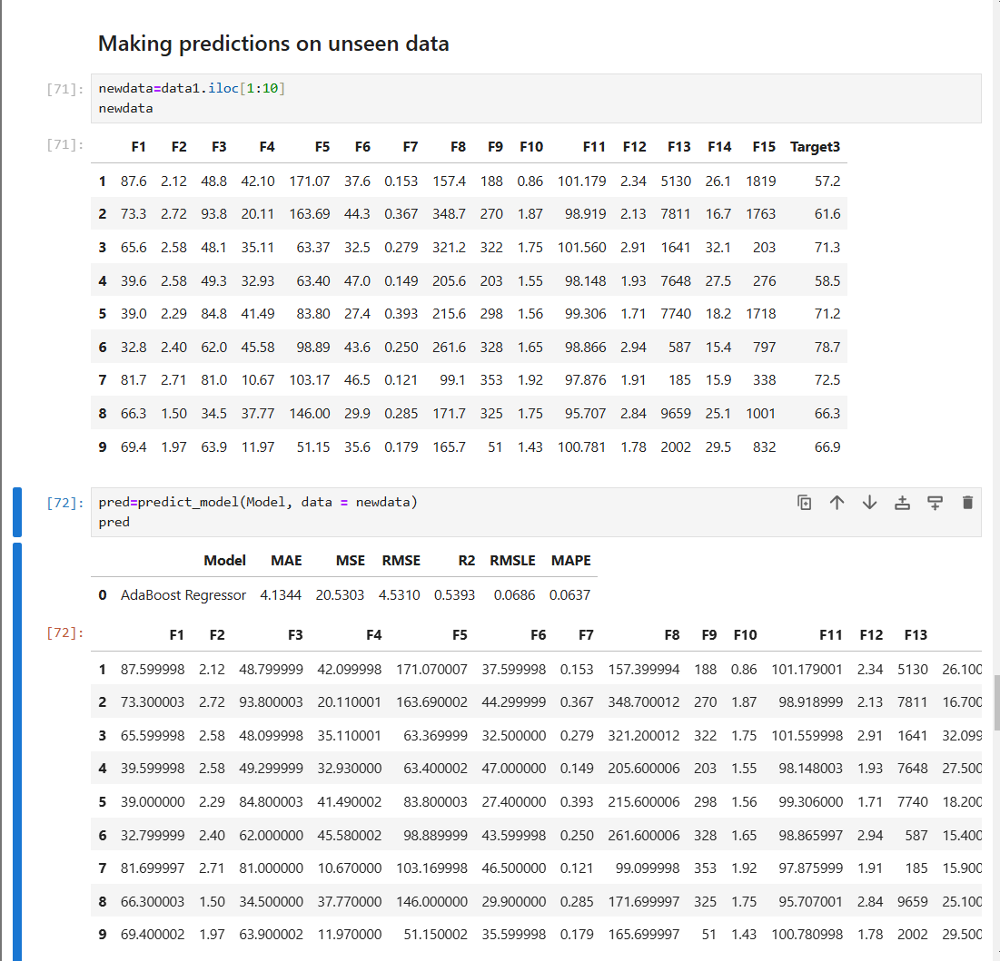 Making predictions on unseen data
[71]: newdata=data1.iloc[1:10]
newdata
[71]: F1 F2 F3 F4 F5 F6 F7 F8 F9 F10 F11 F12 F13 F14 F15 Target3
1 87.6 2.12 48.8 42.10 171.07 37.6 0.153 157.4 188 0.86 101.179 2.34 5130 26.1 1819 57.2
2 73.3 2.72 93.8 20.11 163.69 44.3 0.367 348.7 270 1.87 98.919 2.13 7811 16.7 1763 61.6
3 65.6 2.58 48.1 35.11 63.37 32.5 0.279 321.2 322 1.75 101.560 2.91 1641 32.1 203 71.3
4 39.6 2.58 49.3 32.93 63.40 47.0 0.149 205.6 203 1.55 98.148 1.93 7648 27.5 276 58.5
5 39.0 2.29 84.8 41.49 83.80 27.4 0.393 215.6 298 1.56 99.306 1.71 7740 18.2 1718 71.2
6 32.8 2.40 62.0 45.58 98.89 43.6 0.250 261.6 328 1.65 98.866 2.94 587 15.4 797 78.7
7 81.7 2.71 81.0 10.67 103.17 46.5 0.121 99.1 353 1.92 97.876 1.91 185 15.9 338 72.5
8 66.3 1.50 34.5 37.77 146.00 29.9 0.285 171.7 325 1.75 95.707 2.84 9659 25.1 1001 66.3
9 69.4 1.97 63.9 11.97 51.15 35.6 0.179 165.7 51 1.43 100.781 1.78 2002 29.5 832 66.9
[72]: pred=predict_model(Model, data = newdata)
pred
Model MAE MSE RMSE R2 RMSLE MAPE
0 AdaBoost Regressor 4.1344 20.5303 4.5310 0.5393 0.0686 0.0637
[72]: F1 F2 F3 F4 F5 F6 F7 F8 F9 F10 F11 F12 F13
1 87.599998 2.12 48.799999 42.099998 171.070007 37.599998 0.153 157.399994 188 0.86 101.179001 2.34 5130 26.100
2 73.300003 2.72 93.800003 20.110001 163.690002 44.299999 0.367 348.700012 270 1.87 98.918999 2.13 7811 16.700
3 65.599998 2.58 48.099998 35.110001 63.369999 32.500000 0.279 321.200012 322 1.75 101.559998 2.91 1641 32.099
4 39.599998 2.58 49.299999 32.930000 63.400002 47.000000 0.149 205.600006 203 1.55 98.148003 1.93 7648 27.500
5 39.000000 2.29 84.800003 41.490002 83.800003 27.400000 0.393 215.600006 298 1.56 99.306000 1.71 7740 18.200
6 32.799999 2.40 62.000000 45.580002 98.889999 43.599998 0.250 261.600006 328 1.65 98.865997 2.94 587 15.400
7 81.699997 2.71 81.000000 10.670000 103.169998 46.500000 0.121 99.099998 353 1.92 97.875999 1.91 185 15.900
8 66.300003 1.50 34.500000 37.770000 146.000000 29.900000 0.285 171.699997 325 1.75 95.707001 2.84 9659 25.100
9 69.400002 1.97 63.900002 11.970000 51.150002 35.599998 0.179 165.699997 51 1.43 100.780998 1.78 2002 29.500